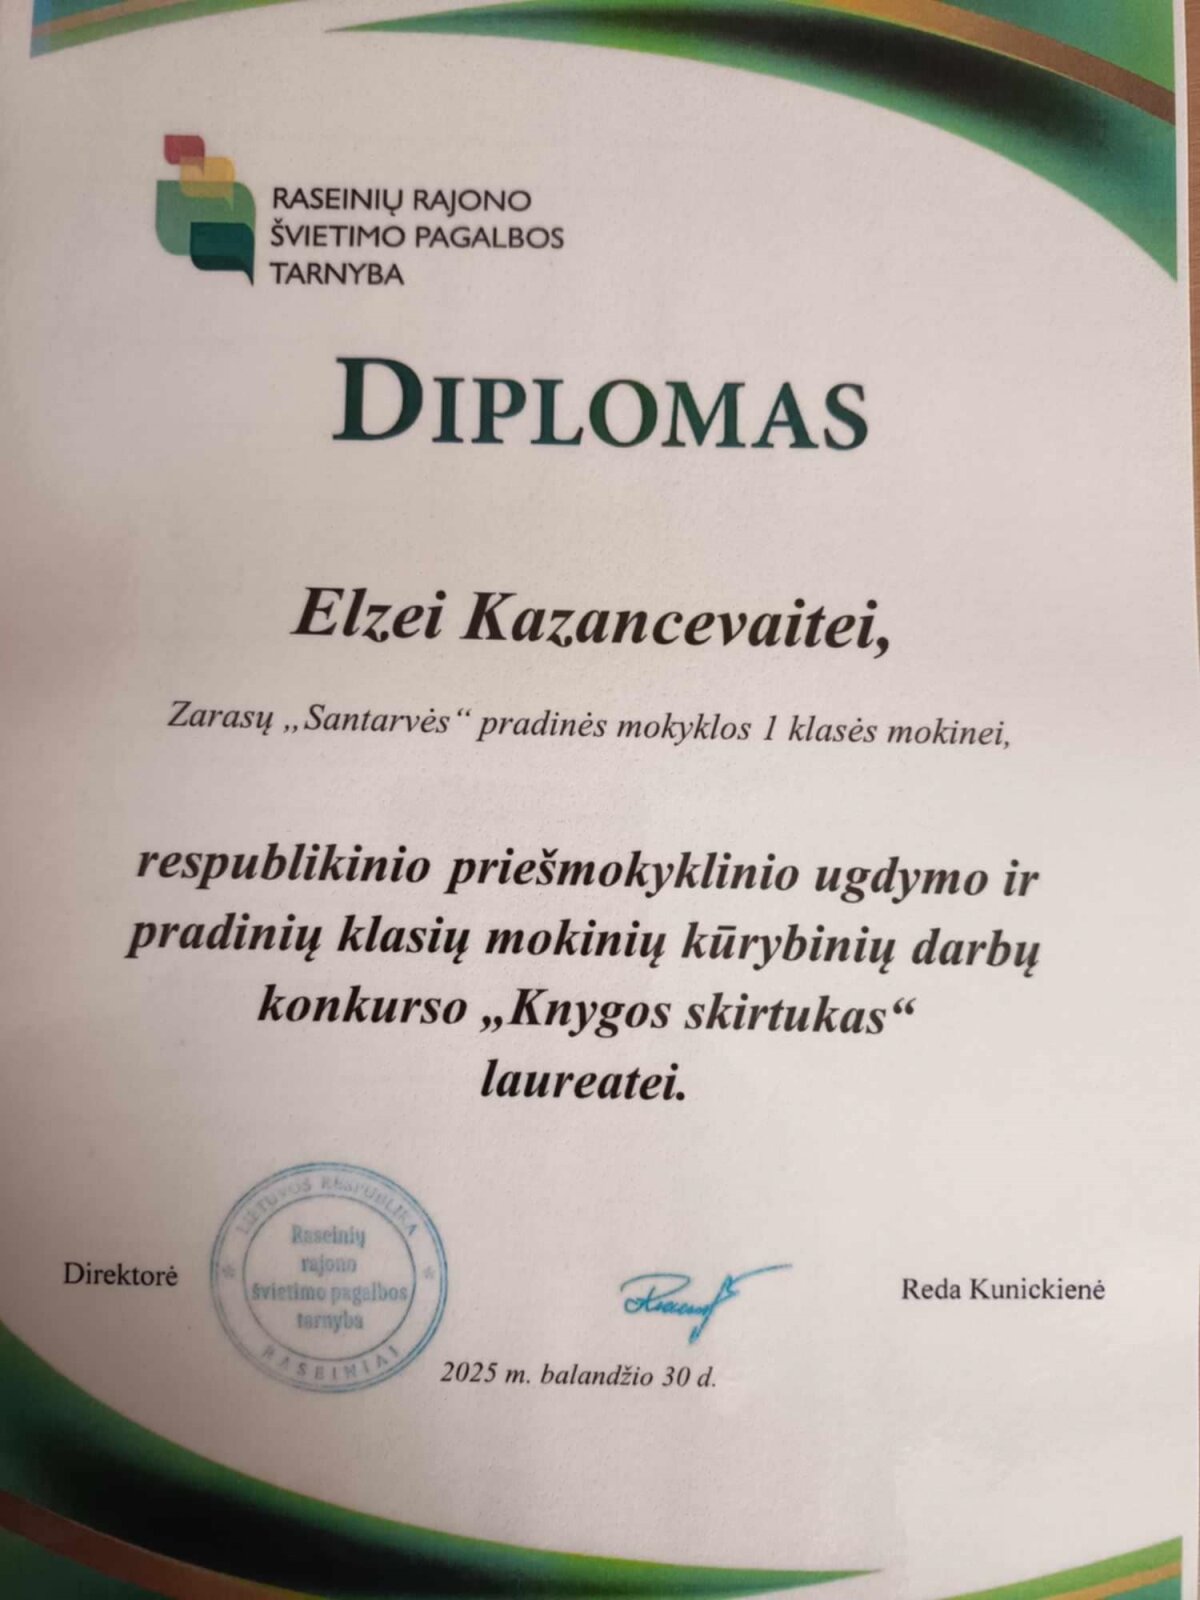 RASEINIŲ RAJONO
ŠVIETIMO PAGALBOS
TARNYBA
DIPLOMAS
Elzei Kazancevaitei,
Zarasų „Santarvės“ pradinės mokyklos 1 klasės mokinei,
respublikinio priešmokyklinio ugdymo ir
pradinių klasių mokinių kūrybinių darbų
konkurso „Knygos skirtukas“
laureatei.
Direktorė
LIETUVOS RESPUBLIKA
Raseinių
rajono
švietimo pagalbos
tarnyba
RASEINIAI
Reda Kunickienė
2025 m. balandžio 30 d.